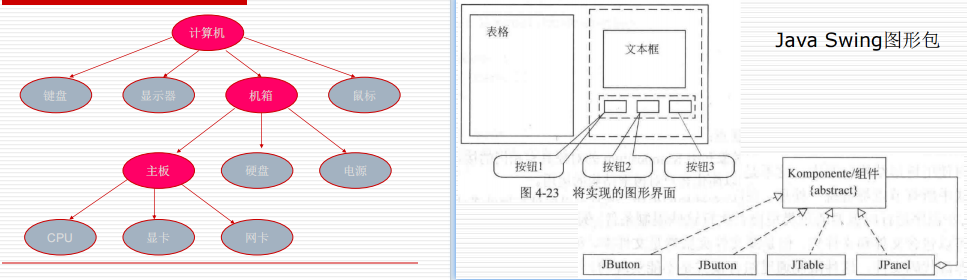 计算机
键盘
显示器
机箱
鼠标
主板
硬盘
电源
CPU
显卡
网卡
表格
文本框
按钮1
按钮2
按钮3
图 4-23 将实现的图形界面
Java Swing图形包
Komponente/组件
{abstract}
JButton
JButton
JTable
JPanel